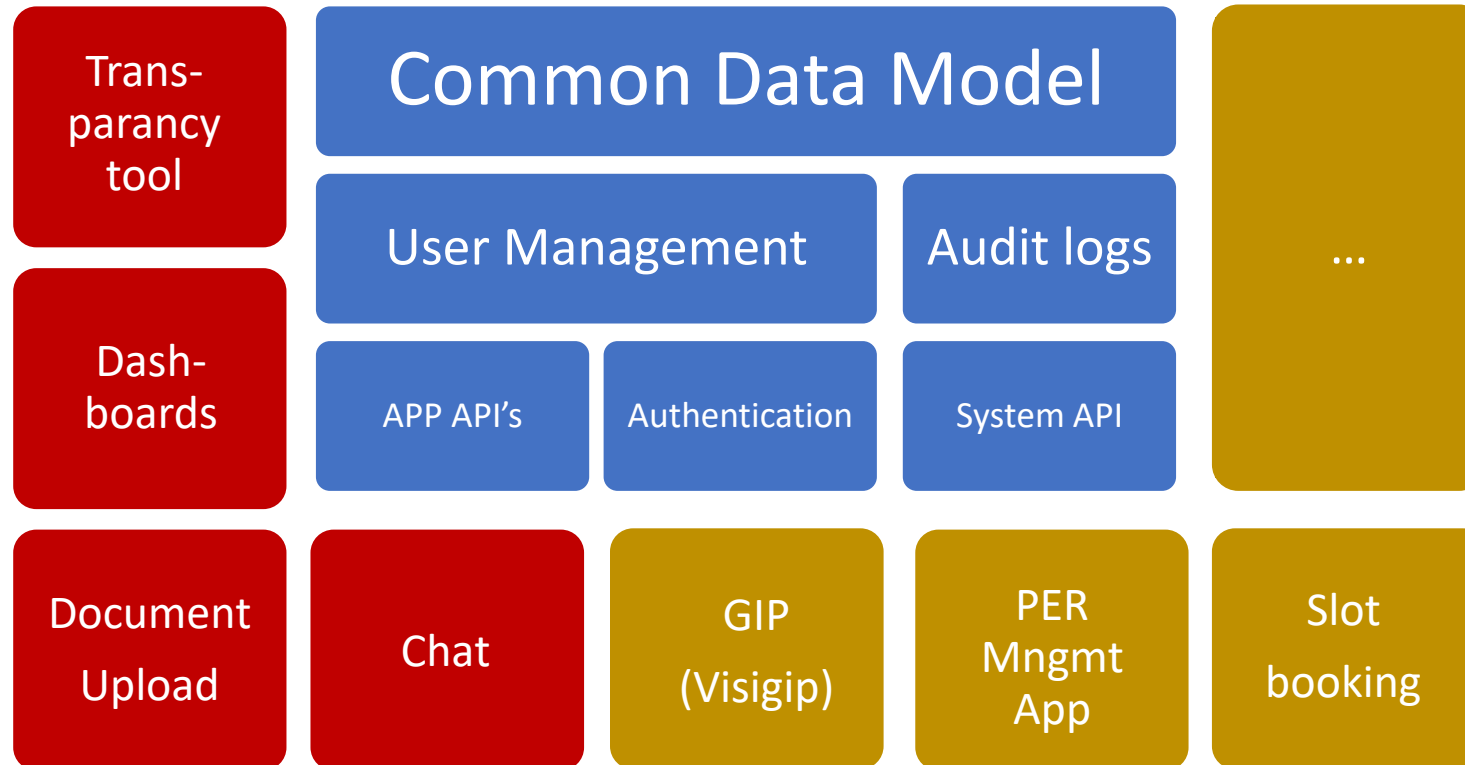 Trans-
parancy
tool
Common Data Model
User Management
Audit logs
...
Dash-
boards
APP API’s
Authentication
System API
Document
Upload
Chat
GIP
(Visigip)
PER
Mngmt
App
Slot
booking